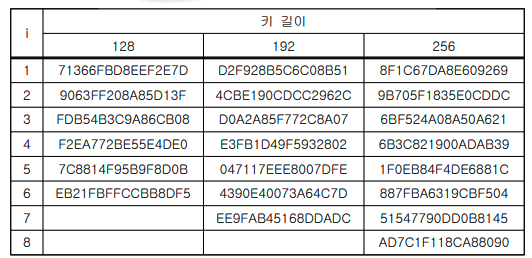 i 키 길이
128 192 256
1 71366FBD8EEF2E7D D2F928B5C6C08B51 8F1C67DA8E609269
2 9063FF208A85D13F 4CBE190CDCC2962C 9B705F1835E0CDDC
3 FDB54B3C9A86CB08 D0A2A85F772C8A07 6BF524A08A50A621
4 F2EA772BE55E4DE0 E3FB1D49F5932802 6B3C821900ADAB39
5 7C8814F95B9F8D0B 047117EEE8007DFE 1F0EB84F4DE6881C
6 EB21FBFFCCBB8DF5 4390E40073A64C7D 887FBA6319CBF504
7 EE9FAB45168DDADC 51547790DD0B8145
8 AD7C1F118CA88090